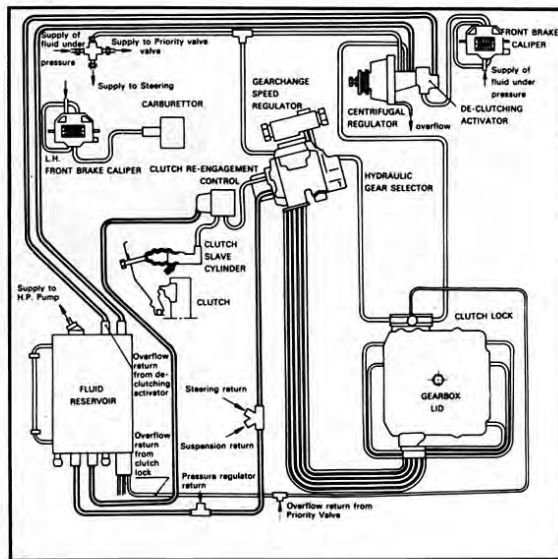 Supply of
fluid under
pressure
Supply to Priority valve
valve
Supply to Steering
L.H.
FRONT BRAKE CALIPER
CARBURETTOR
GEARCHANGE
SPEED
REGULATOR
CENTRIFUGAL
REGULATOR
overflow
FRONT BRAKE
CALIPER
Supply of
fluid under
pressure
DE-CLUTCHING
ACTIVATOR
CLUTCH RE-ENGAGEMENT
CONTROL
HYDRAULIC
GEAR SELECTOR
CLUTCH
SLAVE
CYLINDER
CLUTCH
Supply to
H.P. Pump
FLUID
RESERVOIR
Overflow
return
from de-
clutching
activator
Overflow
return
from
clutch
lock
Steering return
Suspension return
Pressure regulator
return
CLUTCH LOCK
GEARBOX
LID
Overflow return from
Priority Valve